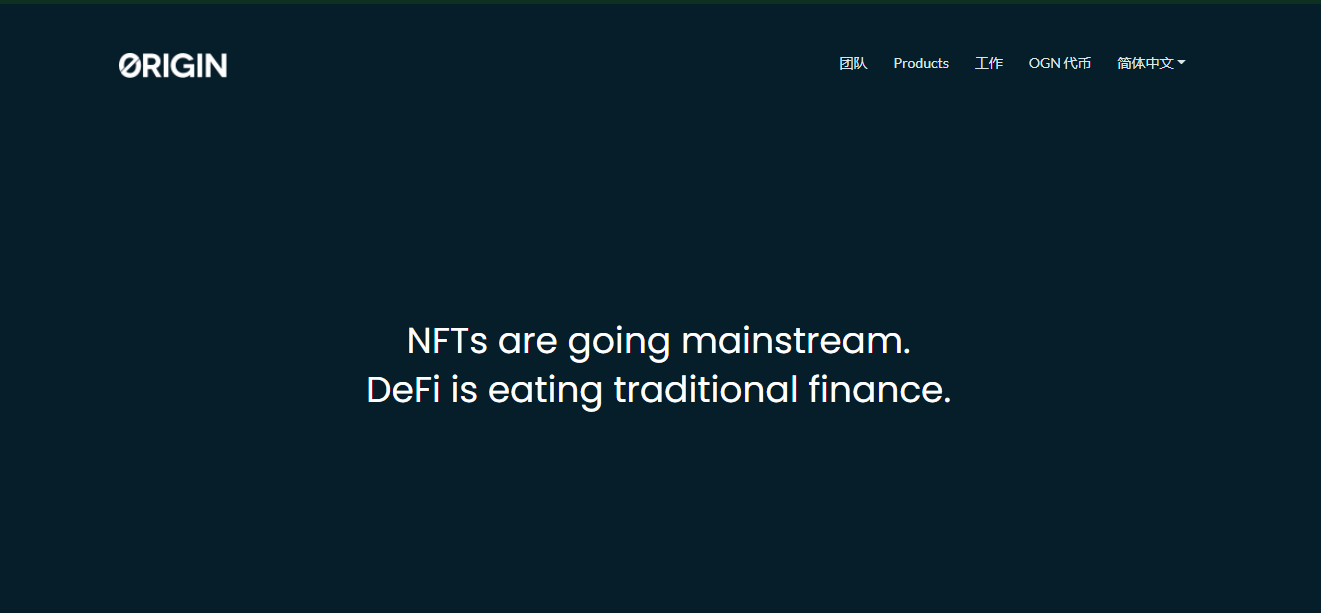 ORIGIN
团队 Products 工作 OGN 代币 简体中文
NFTs are going mainstream.
DeFi is eating traditional finance.